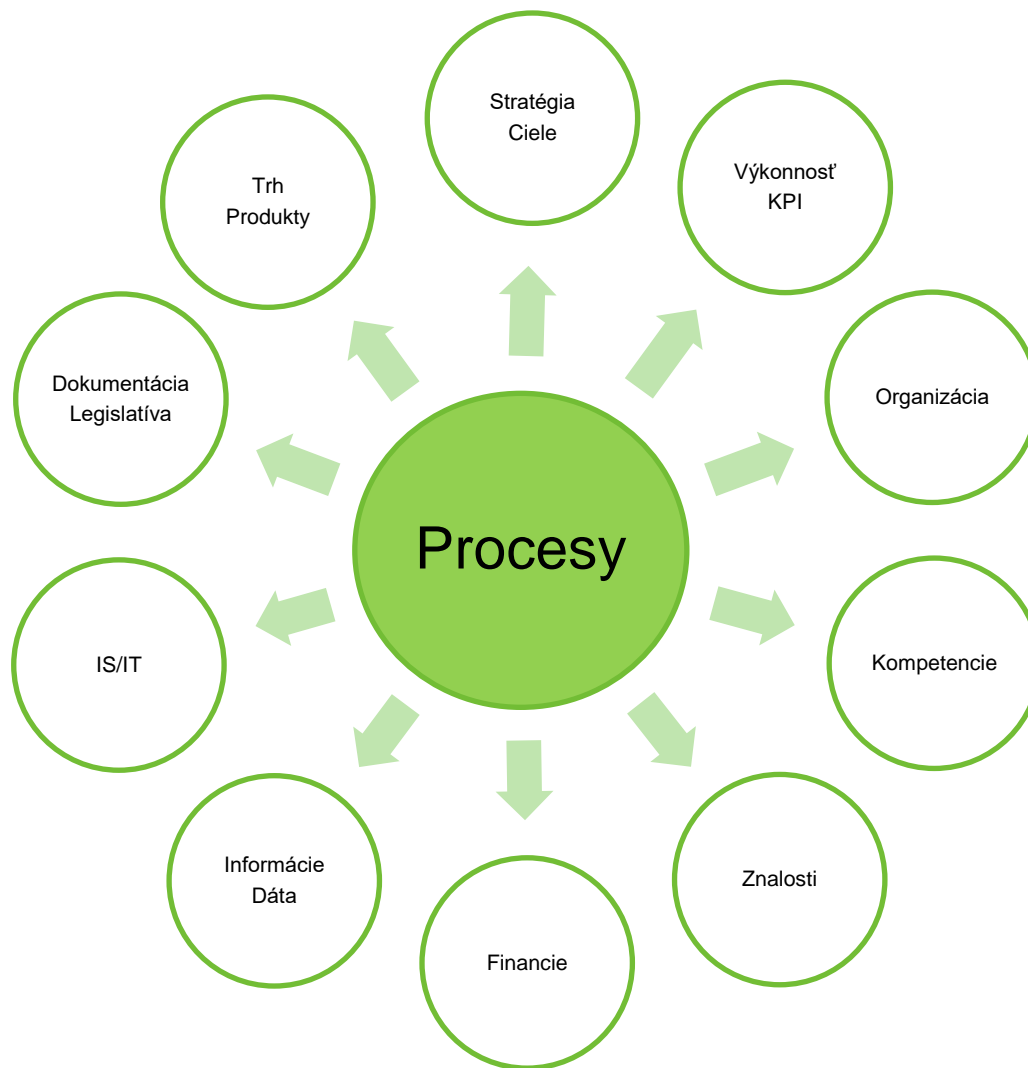 Stratégia
Ciele
Výkonnosť
KPI
Trh
Produkty
Organizácia
Dokumentácia
Legislatíva
Procesy
Kompetencie
IS/IT
Znalosti
Informácie
Dáta
Financie